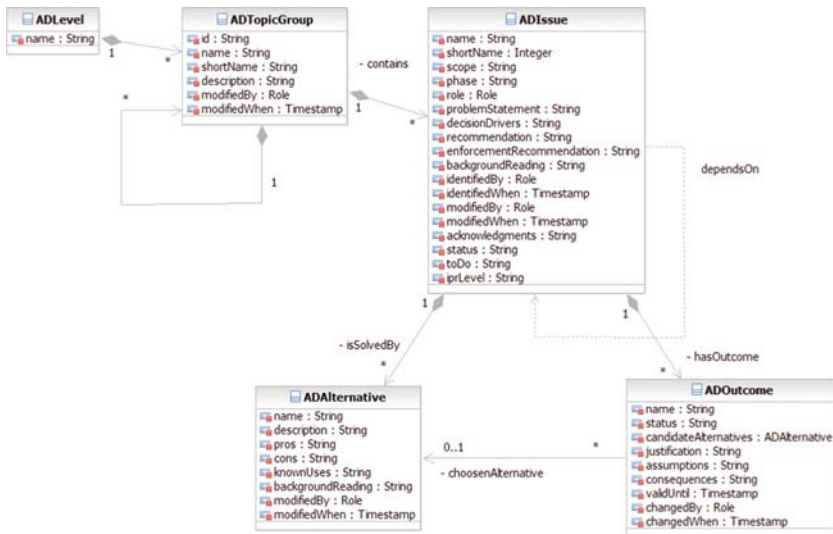 ADLevel
name : String
1
*
ADTopicGroup
id : String
name : String
shortName : String
description : String
modifiedBy : Role
modifiedWhen : Timestamp
*
1
- contains
1
*
ADIssue
name : String
shortName : Integer
scope : String
phase : String
role : Role
problemStatement : String
decisionDrivers : String
recommendation : String
enforcementRecommendation : String
backgroundReading : String
identifiedBy : Role
identifiedWhen : Timestamp
modifiedBy : Role
modifiedWhen : Timestamp
acknowledgments : String
status : String
toDo : String
iprLevel : String
dependsOn
1
- isSolvedBy
*
1
- hasOutcome
*
ADAlternative
name : String
description : String
pros : String
cons : String
knownUses : String
backgroundReading : String
modifiedBy : Role
modifiedWhen : Timestamp
0..1
*
- choosenAlternative
ADOutcome
name : String
status : String
candidateAlternatives : ADAlternative
justification : String
assumptions : String
consequences : String
validUntil : Timestamp
changedBy : Role
changedWhen : Timestamp